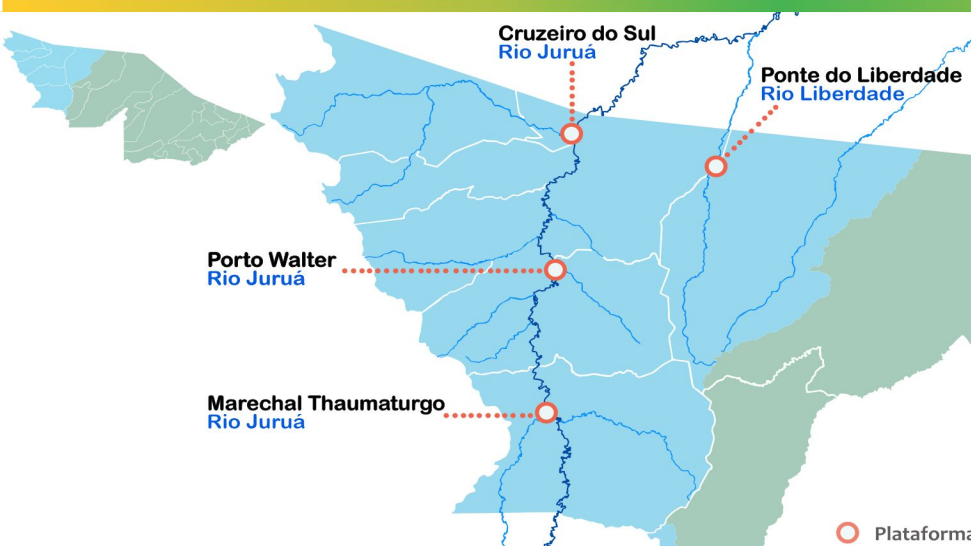 Cruzeiro do Sul
Rio Juruá
Ponte do Liberdade
Rio Liberdade
Porto Walter
Rio Juruá
Marechal Thaumaturgo
Rio Juruá
Plataforma